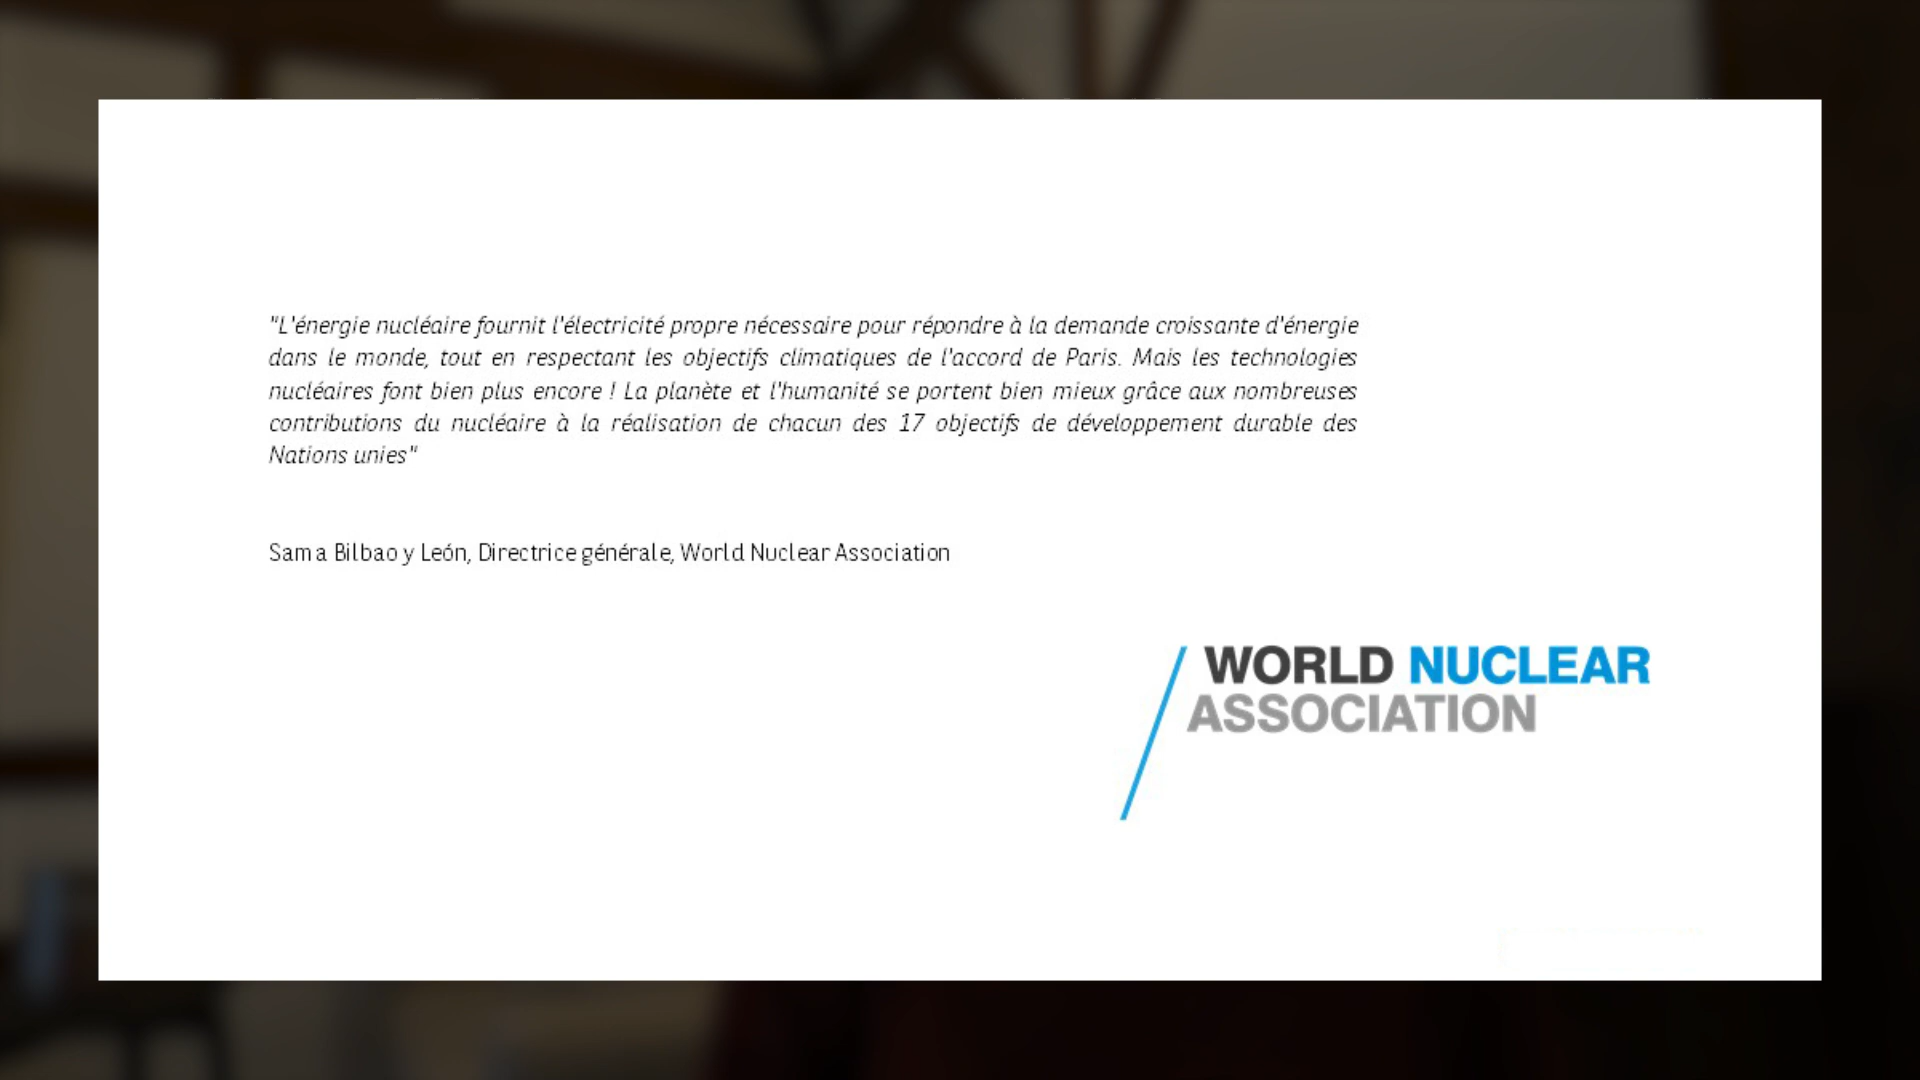 "L'énergie nucléaire fournit l'électricité propre nécessaire pour répondre à la demande croissante d'énergie
dans le monde, tout en respectant les objectifs climatiques de l'accord de Paris. Mais les technologies
nucléaires font bien plus encore ! La planète et l'humanité se portent bien mieux grâce aux nombreuses
contributions du nucléaire à la réalisation de chacun des 17 objectifs de développement durable des
Nations unies"
Sama Bilbao y León, Directrice générale, World Nuclear Association
WORLD NUCLEAR
ASSOCIATION